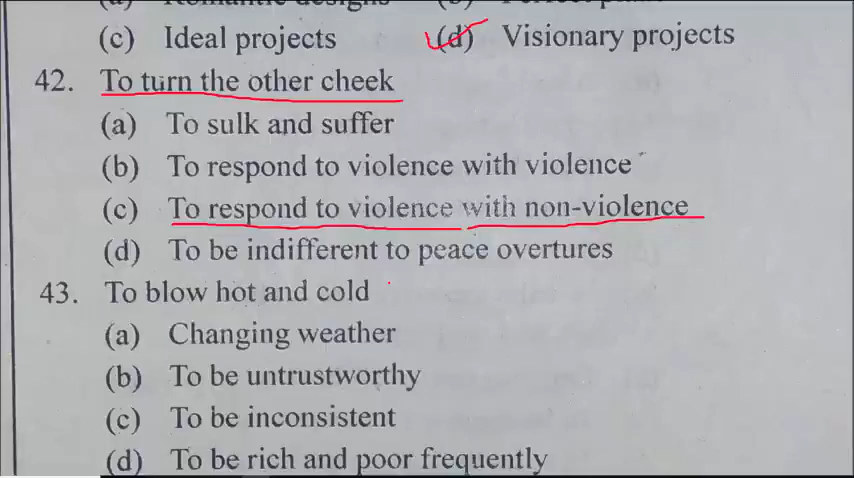 (c) Ideal projects (d) Visionary projects
42. To turn the other cheek
(a) To sulk and suffer
(b) To respond to violence with violence
(c) To respond to violence with non-violence
(d) To be indifferent to peace overtures
43. To blow hot and cold
(a) Changing weather
(b) To be untrustworthy
(c) To be inconsistent
(d) To be rich and poor frequently